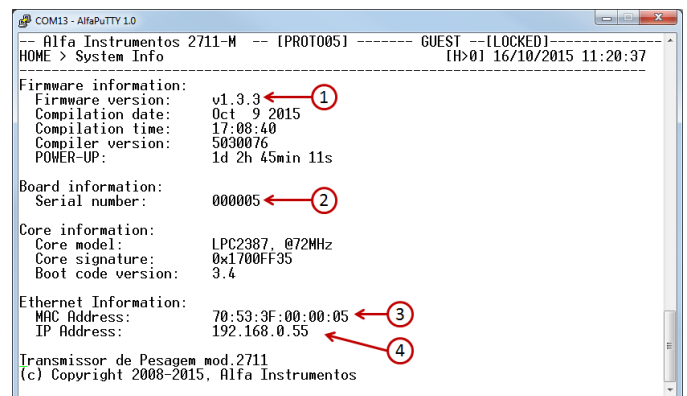 COM13 - AlfaPuTTY 1.0
-- Alfa Instrumentos 2711-M -- [PROTO05] ------- GUEST --[LOCKED]--------------
HOME > System Info [H>0] 16/10/2015 11:20:37
--------------------------------------------------------------------------------
Firmware information:
Firmware version: v1.3.3 1
Compilation date: Oct 9 2015
Compilation time: 17:08:40
Compiler version: 5030076
POWER-UP: 1d 2h 45min 11s
Board information:
Serial number: 000005 2
Core information:
Core model: LPC2387, @72MHz
Core signature: 0x1700FF35
Boot code version: 3.4
Ethernet Information:
MAC Address: 70:53:3F:00:00:05 3
IP Address: 192.168.0.55 4
Transmissor de Pesagem mod.2711
(c) Copyright 2008-2015, Alfa Instrumentos